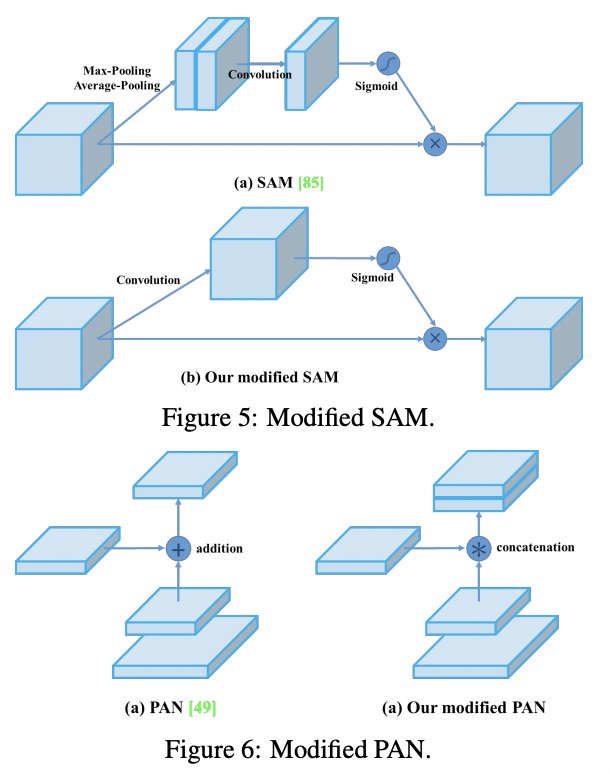 Max-Pooling
Average-Pooling
Convolution
Sigmoid
×
(a) SAM [85]
Convolution
Sigmoid
×
(b) Our modified SAM
Figure 5: Modified SAM.
+ addition
* concatenation
(a) PAN [49]
(a) Our modified PAN
Figure 6: Modified PAN.